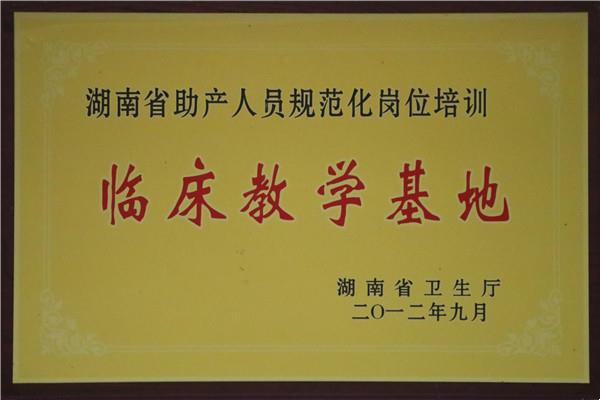 湖南省助产人员规范化岗位培训
临床教学基地
湖南省卫生厅
二〇一二年九月